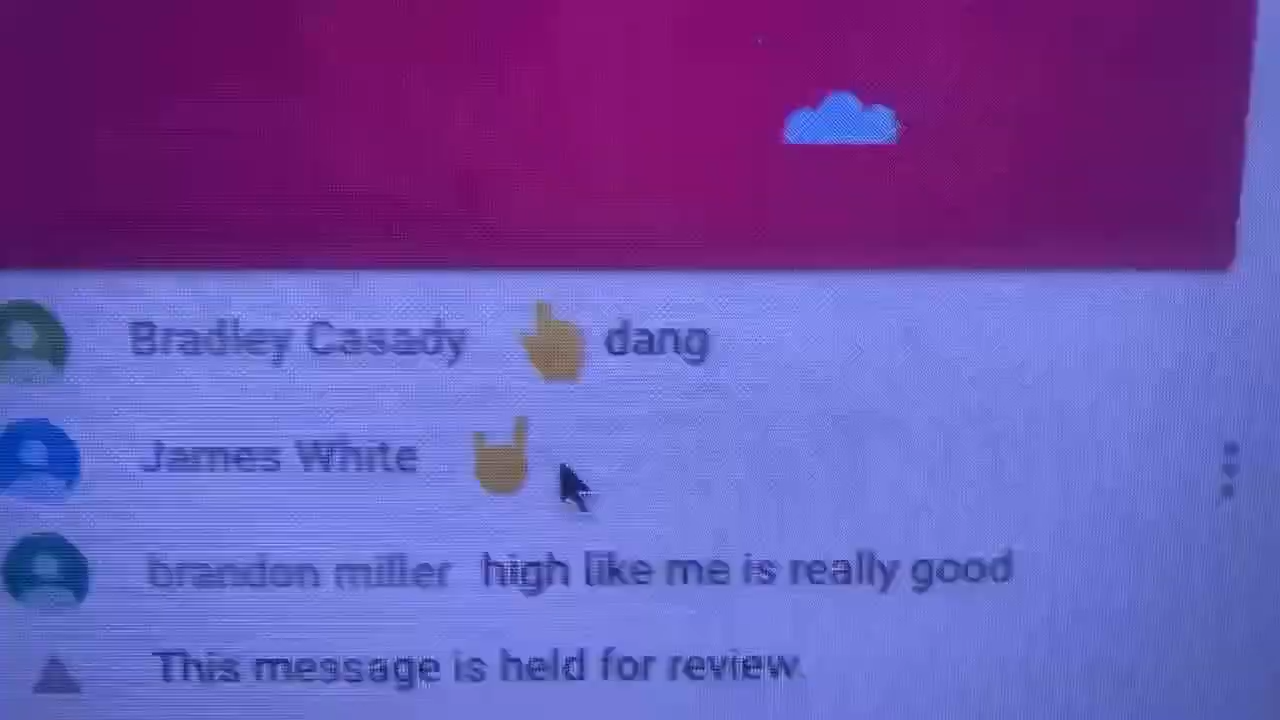 Bradley Casady 👆 dang
James White 🤘
brandon miller high like me is really good
This message is held for review.